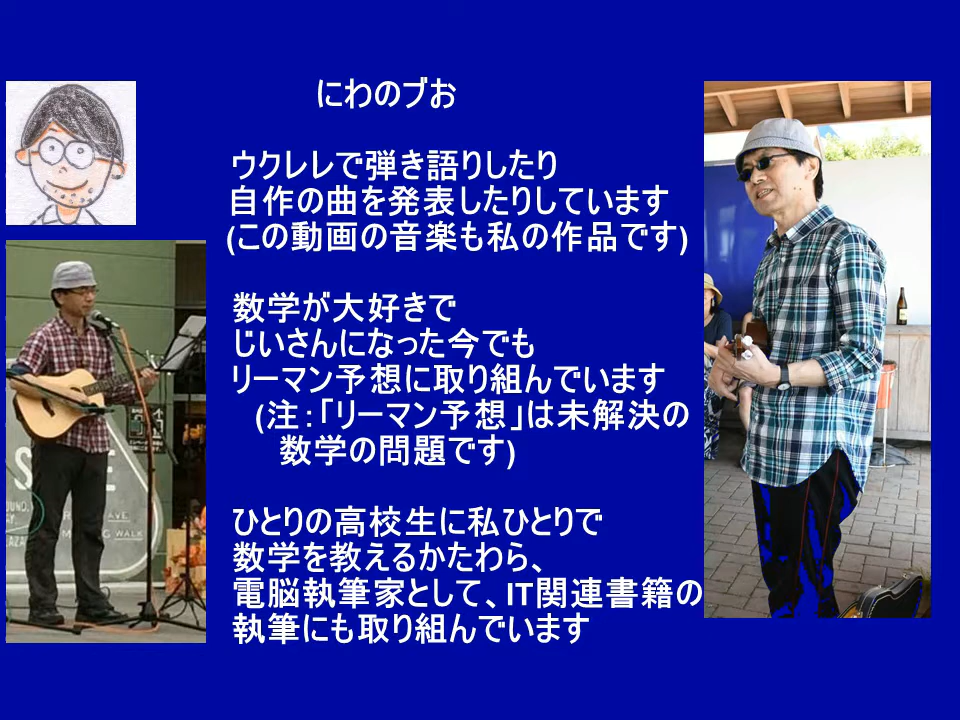 にわのブお
ウクレレで弾き語りしたり
自作の曲を発表したりしています
(この動画の音楽も私の作品です)
数学が大好きで
じいさんになった今でも
リーマン予想に取り組んでいます
(注：「リーマン予想」は未解決の
数学の問題です)
ひとりの高校生に私ひとりで
数学を教えるかたわら、
電脳執筆家として、IT関連書籍の
執筆にも取り組んでいます